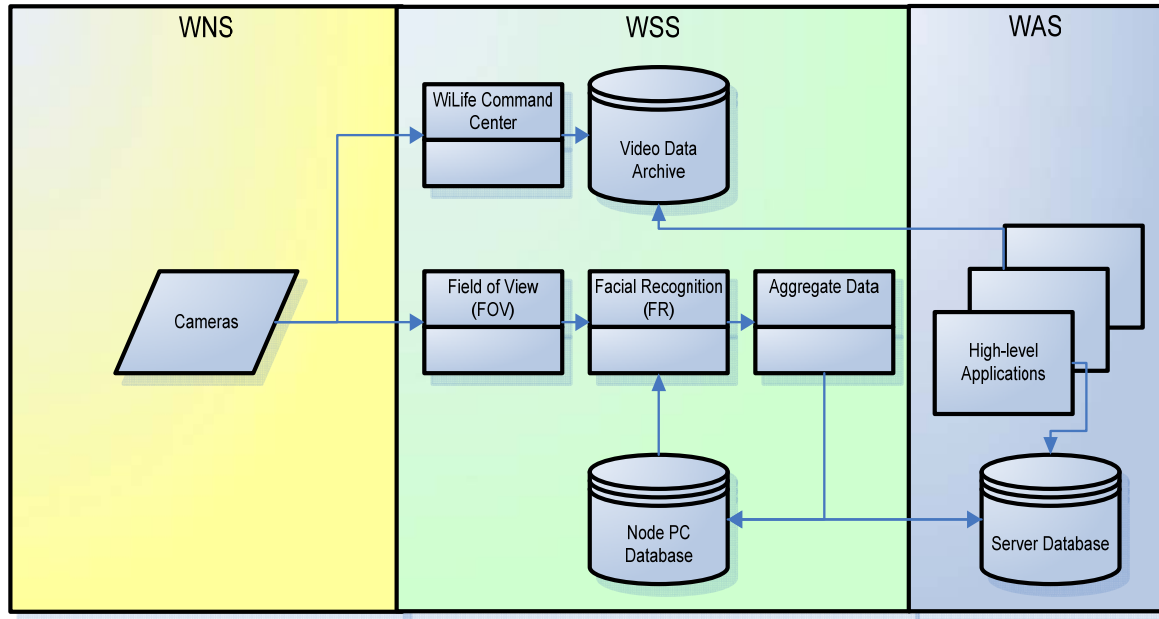 WNS
WSS
WAS
WiLife Command
Center
Video Data
Archive
Cameras
Field of View
(FOV)
Facial Recognition
(FR)
Aggregate Data
High-level
Applications
Node PC
Database
Server Database